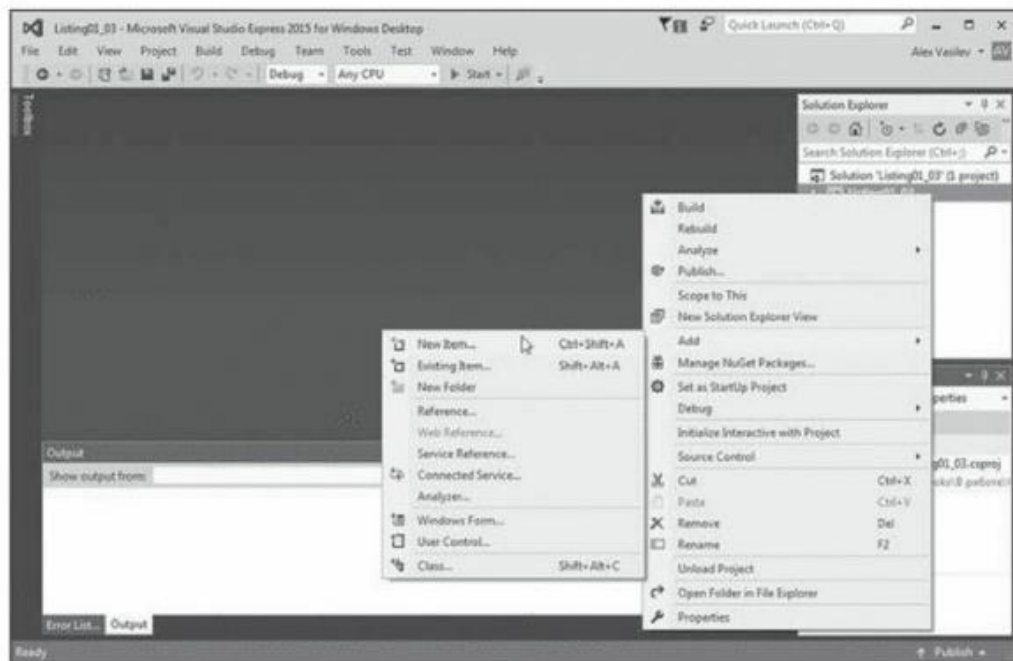 Listing01_03 - Microsoft Visual Studio Express 2015 for Windows Desktop
Quick Launch (Ctrl+Q)
File Edit View Project Build Debug Team Tools Test Window Help
Alex Vasilev AV
Debug Any CPU Start
Toolbox
Solution Explorer
Search Solution Explorer (Ctrl+;)
Solution 'Listing01_03' (1 project)
Build
Rebuild
Analyze
Publish...
Scope to This
New Solution Explorer View
Add
Manage NuGet Packages...
Set as StartUp Project
Debug
Initialize Interactive with Project
Source Control
Cut Ctrl+X
Paste Ctrl+V
Remove Del
Rename F2
Unload Project
Open Folder in File Explorer
Properties
New Item... Ctrl+Shift+A
Existing Item... Shift+Alt+A
New Folder
Reference...
Web Reference...
Service Reference...
Connected Service...
Analyzer...
Windows Form...
User Control...
Class... Shift+Alt+C
perties
g01_03.csproj
Output
Show output from:
Error List... Output
Ready
Publish